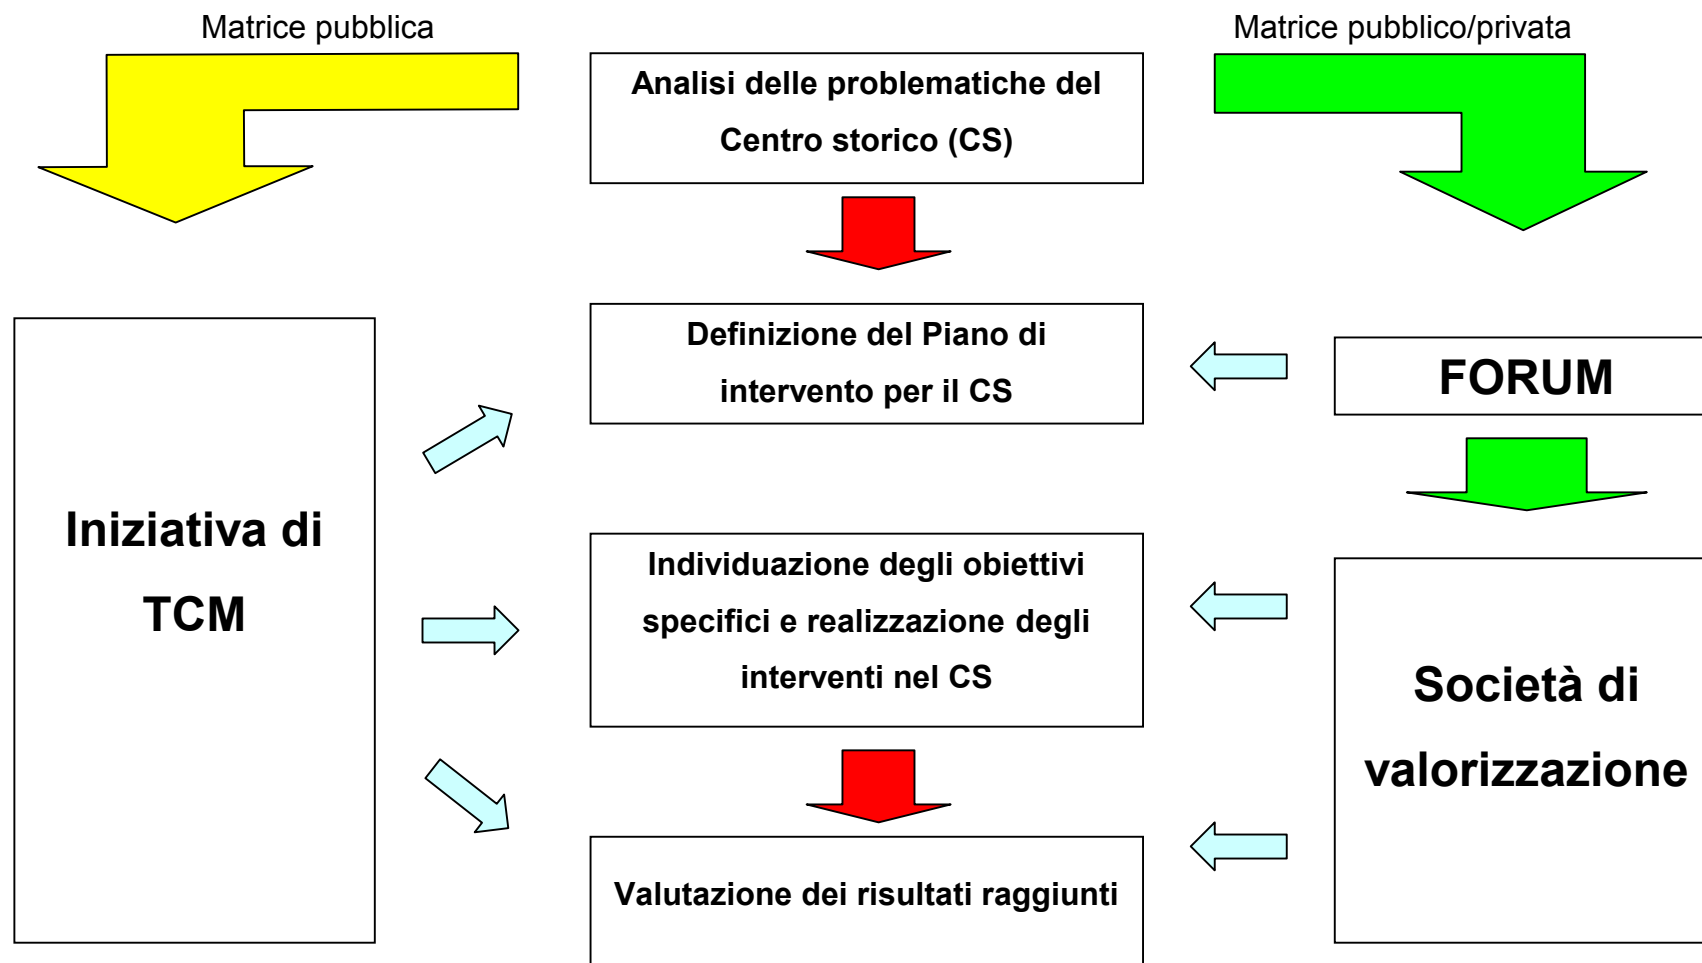 Matrice pubblica
Matrice pubblico/privata
Analisi delle problematiche del
Centro storico (CS)
Definizione del Piano di
intervento per il CS
FORUM
Iniziativa di
TCM
Individuazione degli obiettivi
specifici e realizzazione degli
interventi nel CS
Società di
valorizzazione
Valutazione dei risultati raggiunti